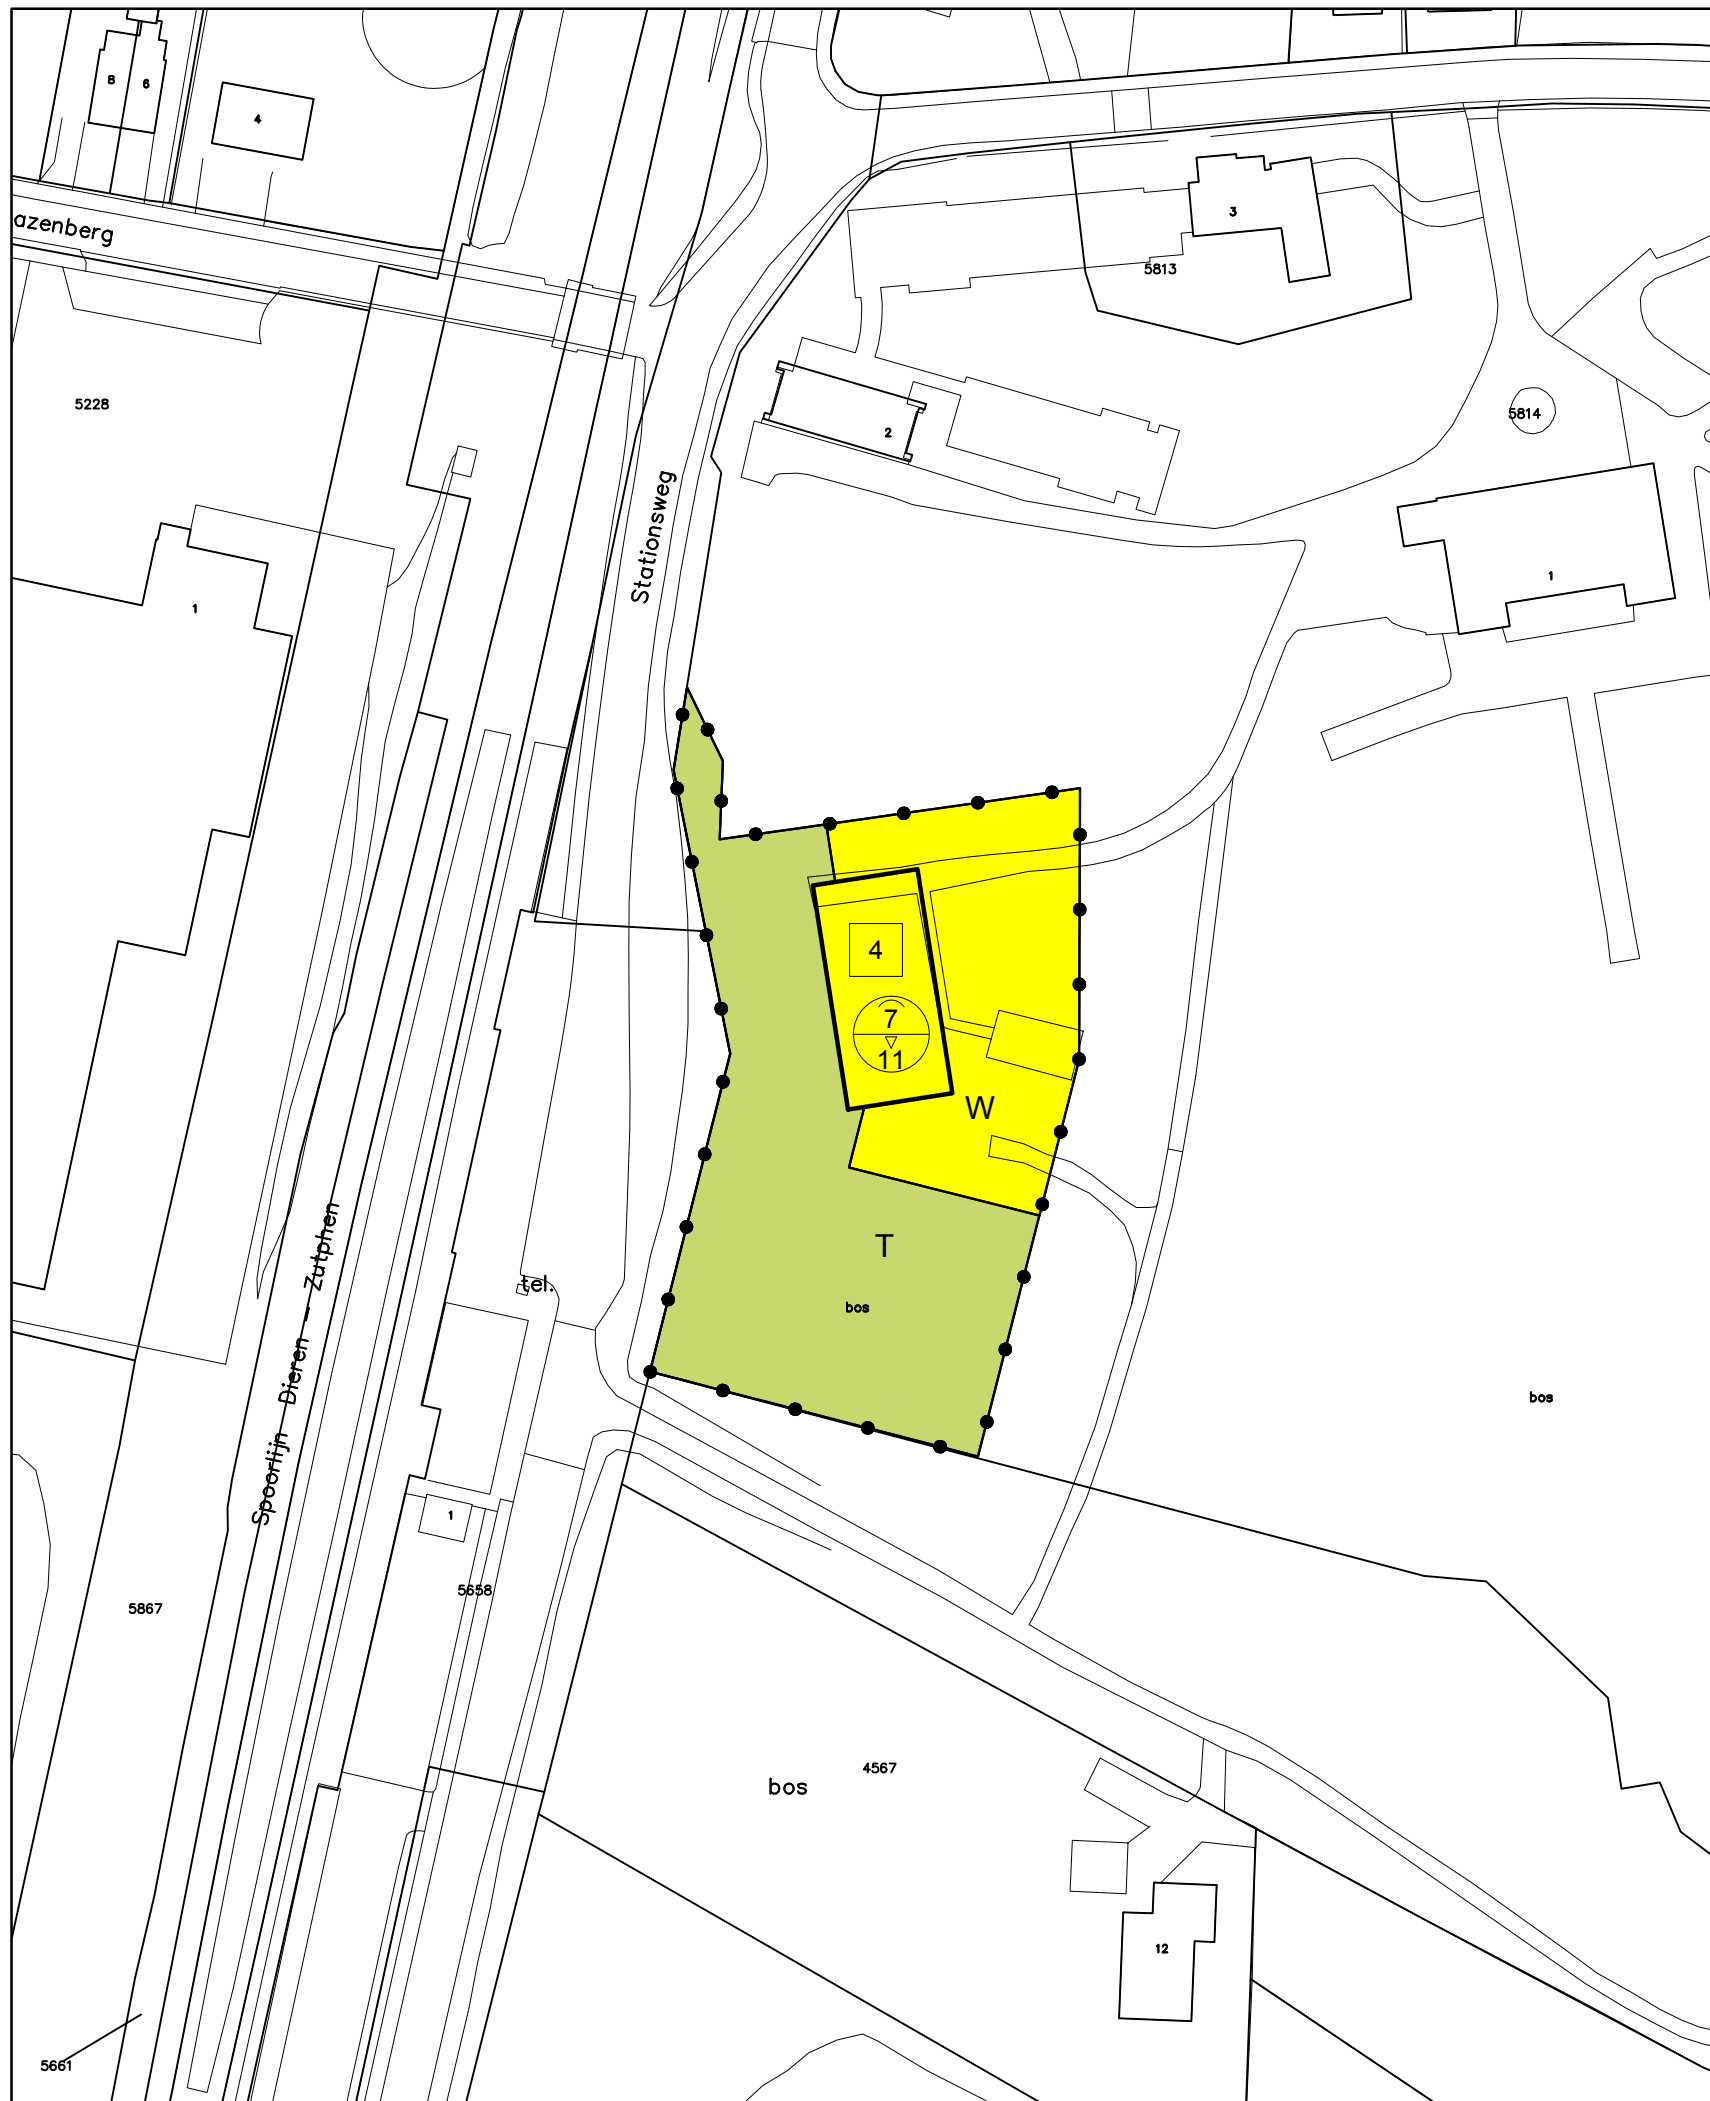 8
6
4
azenberg
3
5813
5228
2
5814
Stationsweg
1
1
4
7
11
W
Spoorlijn Dieren – Zutphen
T
tel.
bos
bos
1
5658
5867
4567
bos
12
5661